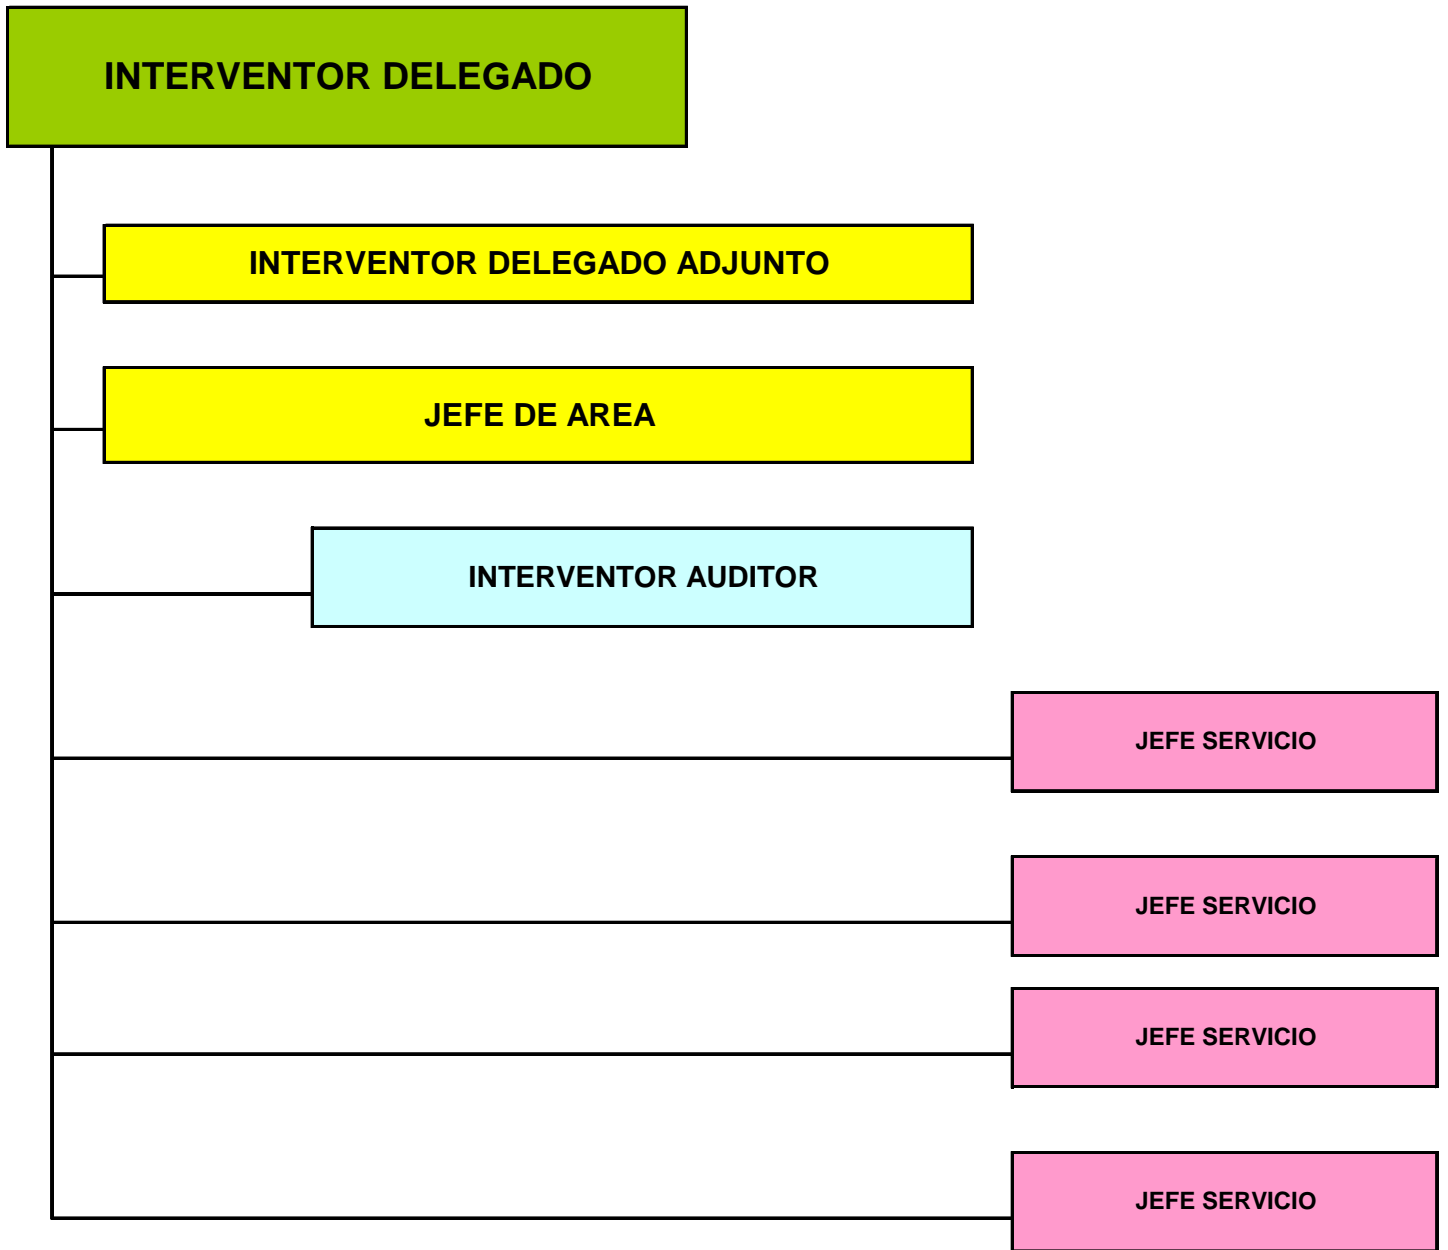 INTERVENTOR DELEGADO
INTERVENTOR DELEGADO ADJUNTO
JEFE DE AREA
INTERVENTOR AUDITOR
JEFE SERVICIO
JEFE SERVICIO
JEFE SERVICIO
JEFE SERVICIO